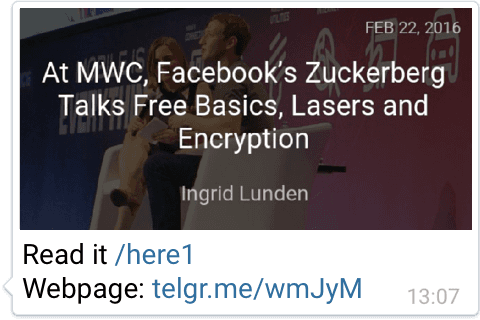 FEB 22, 2016
At MWC, Facebook's Zuckerberg
Talks Free Basics, Lasers and
Encryption
Ingrid Lunden
Read it /here1
Webpage: telgr.me/wmJyM
13:07